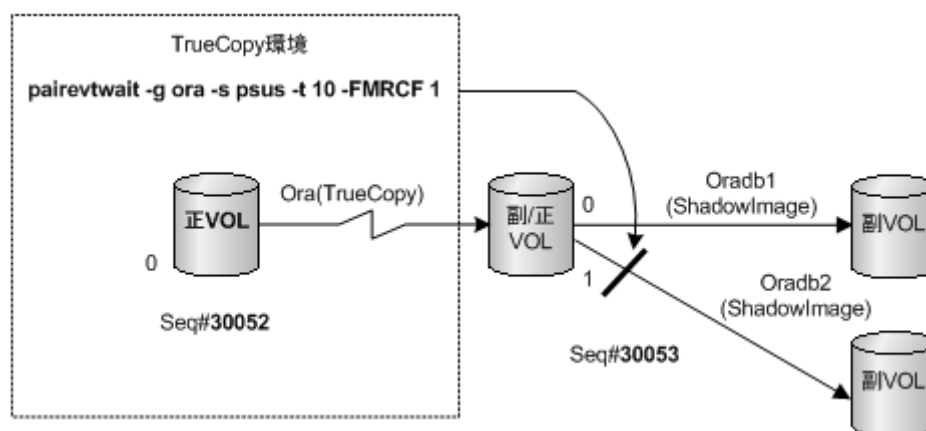 TrueCopy環境
pairevtwait -g ora -s psus -t 10 -FMRCF 1
Ora(TrueCopy)
正VOL
0
Seq#30052
副/正
VOL
0
1
Seq#30053
Oradb1
(ShadowImage)
副VOL
Oradb2
(ShadowImage)
副VOL